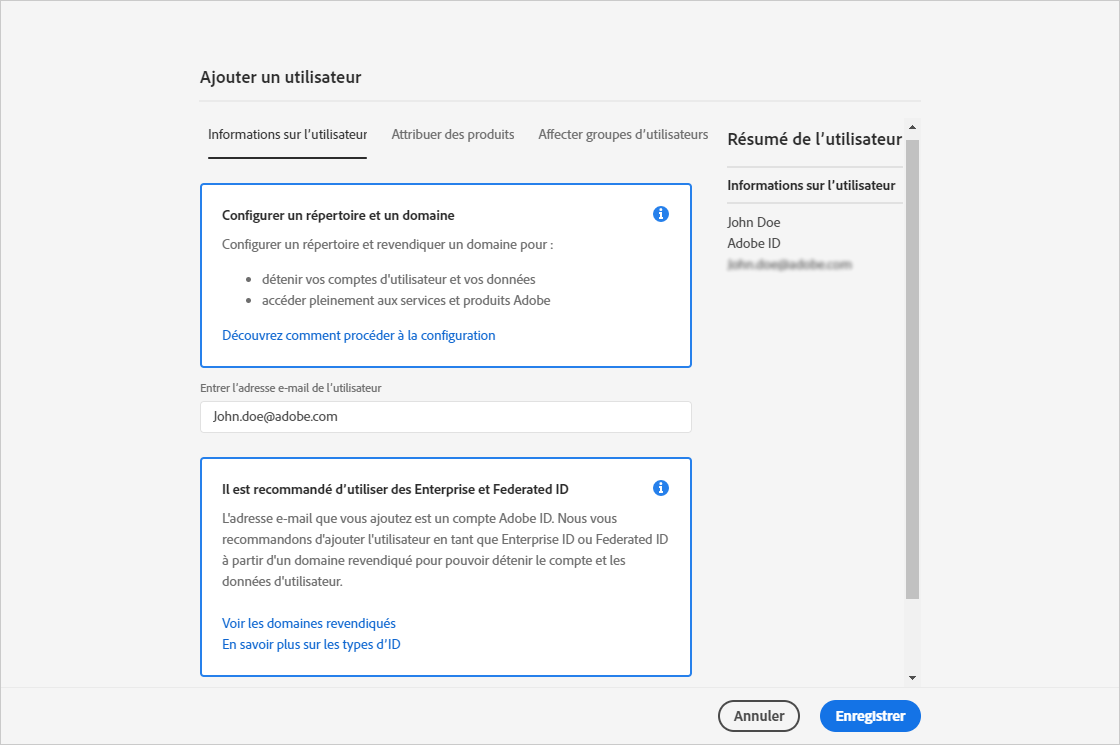 Ajouter un utilisateur
Informations sur l'utilisateur
Attribuer des produits
Affecter groupes d'utilisateurs
Configurer un répertoire et un domaine
Configurer un répertoire et revendiquer un domaine pour :
• détenir vos comptes d'utilisateur et vos données
• accéder pleinement aux services et produits Adobe
Découvrez comment procéder à la configuration
Entrer l'adresse e-mail de l'utilisateur
John.doe@adobe.com
Il est recommandé d'utiliser des Enterprise et Federated ID
L'adresse e-mail que vous ajoutez est un compte Adobe ID. Nous vous
recommandons d'ajouter l'utilisateur en tant que Enterprise ID ou Federated ID
à partir d'un domaine revendiqué pour pouvoir détenir le compte et les
données d'utilisateur.
Voir les domaines revendiqués
En savoir plus sur les types d'ID
Résumé de l'utilisateur
Informations sur l'utilisateur
John Doe
Adobe ID
John.doe@adobe.com
Annuler
Enregistrer